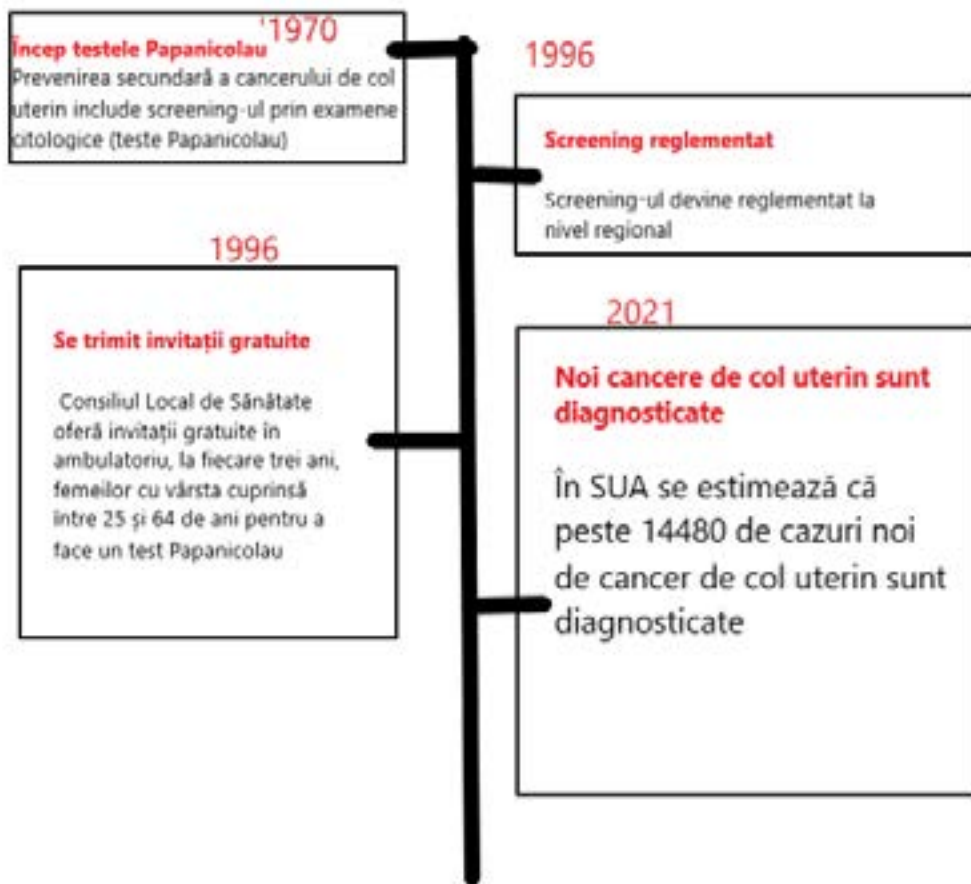 '1970
Încep testele Papanicolau
Prevenirea secundară a cancerului de col
uterin include screening-ul prin examene
citologice (teste Papanicolau)
1996
Screening reglementat
Screening-ul devine reglementat la
nivel regional
1996
Se trimit invitații gratuite
Consiliul Local de Sănătate
oferă invitații gratuite în
ambulatoriu, la fiecare trei ani,
femeilor cu vârsta cuprinsă
între 25 și 64 de ani pentru a
face un test Papanicolau
2021
Noi cancere de col uterin sunt
diagnosticate
În SUA se estimează că
peste 14480 de cazuri noi
de cancer de col uterin sunt
diagnosticate